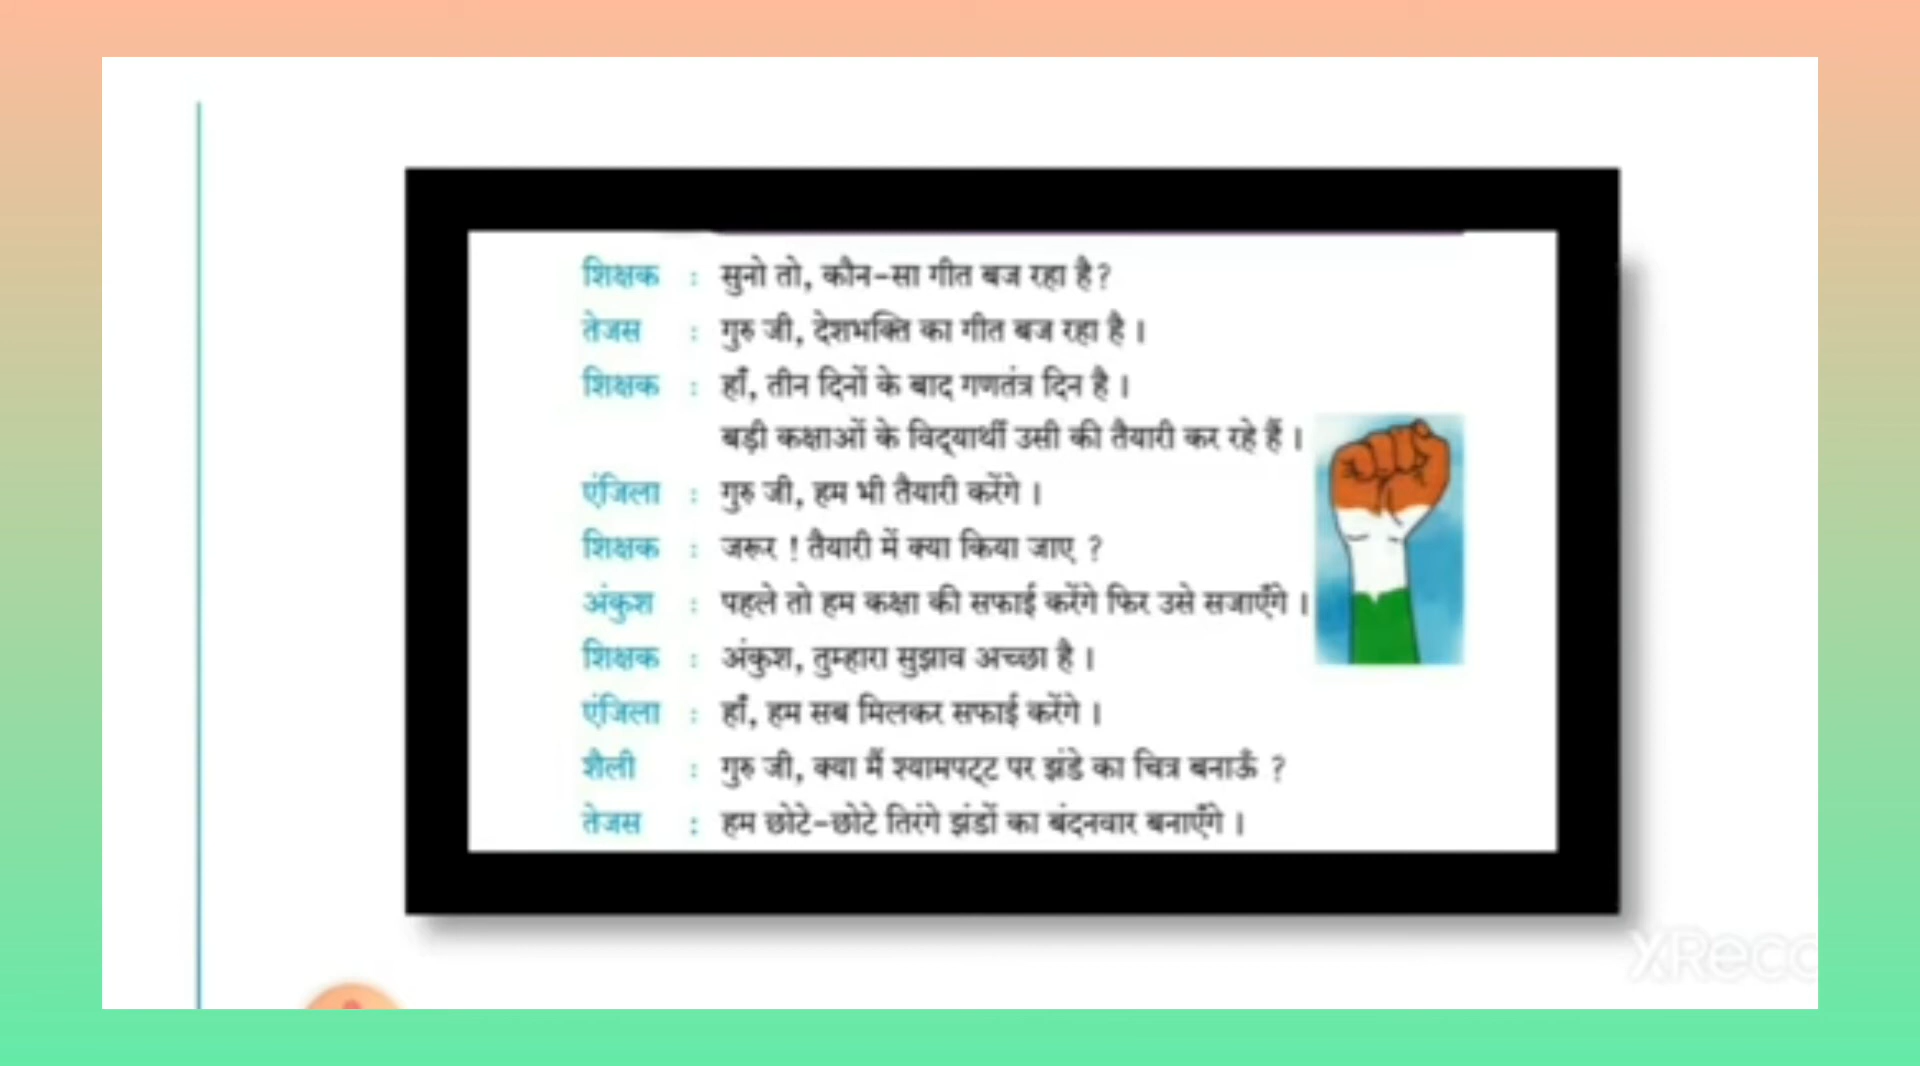 शिक्षक : सुनो तो, कौन-सा गीत बज रहा है?
तेजस : गुरु जी, देशभक्ति का गीत बज रहा है ।
शिक्षक : हाँ, तीन दिनों के बाद गणतंत्र दिन है ।
बड़ी कक्षाओं के विद्‌यार्थी उसी की तैयारी कर रहे हैं ।
एंजिला : गुरु जी, हम भी तैयारी करेंगे ।
शिक्षक : जरूर ! तैयारी में क्या किया जाए ?
अंकुश : पहले तो हम कक्षा की सफाई करेंगे फिर उसे सजाएँगे ।
शिक्षक : अंकुश, तुम्हारा सुझाव अच्छा है ।
एंजिला : हाँ, हम सब मिलकर सफाई करेंगे ।
शैली : गुरु जी, क्या मैं श्यामपट्‌ट पर झंडे का चित्र बनाऊँ ?
तेजस : हम छोटे-छोटे तिरंगे झंडों का बंदनवार बनाएँगे ।
XRec